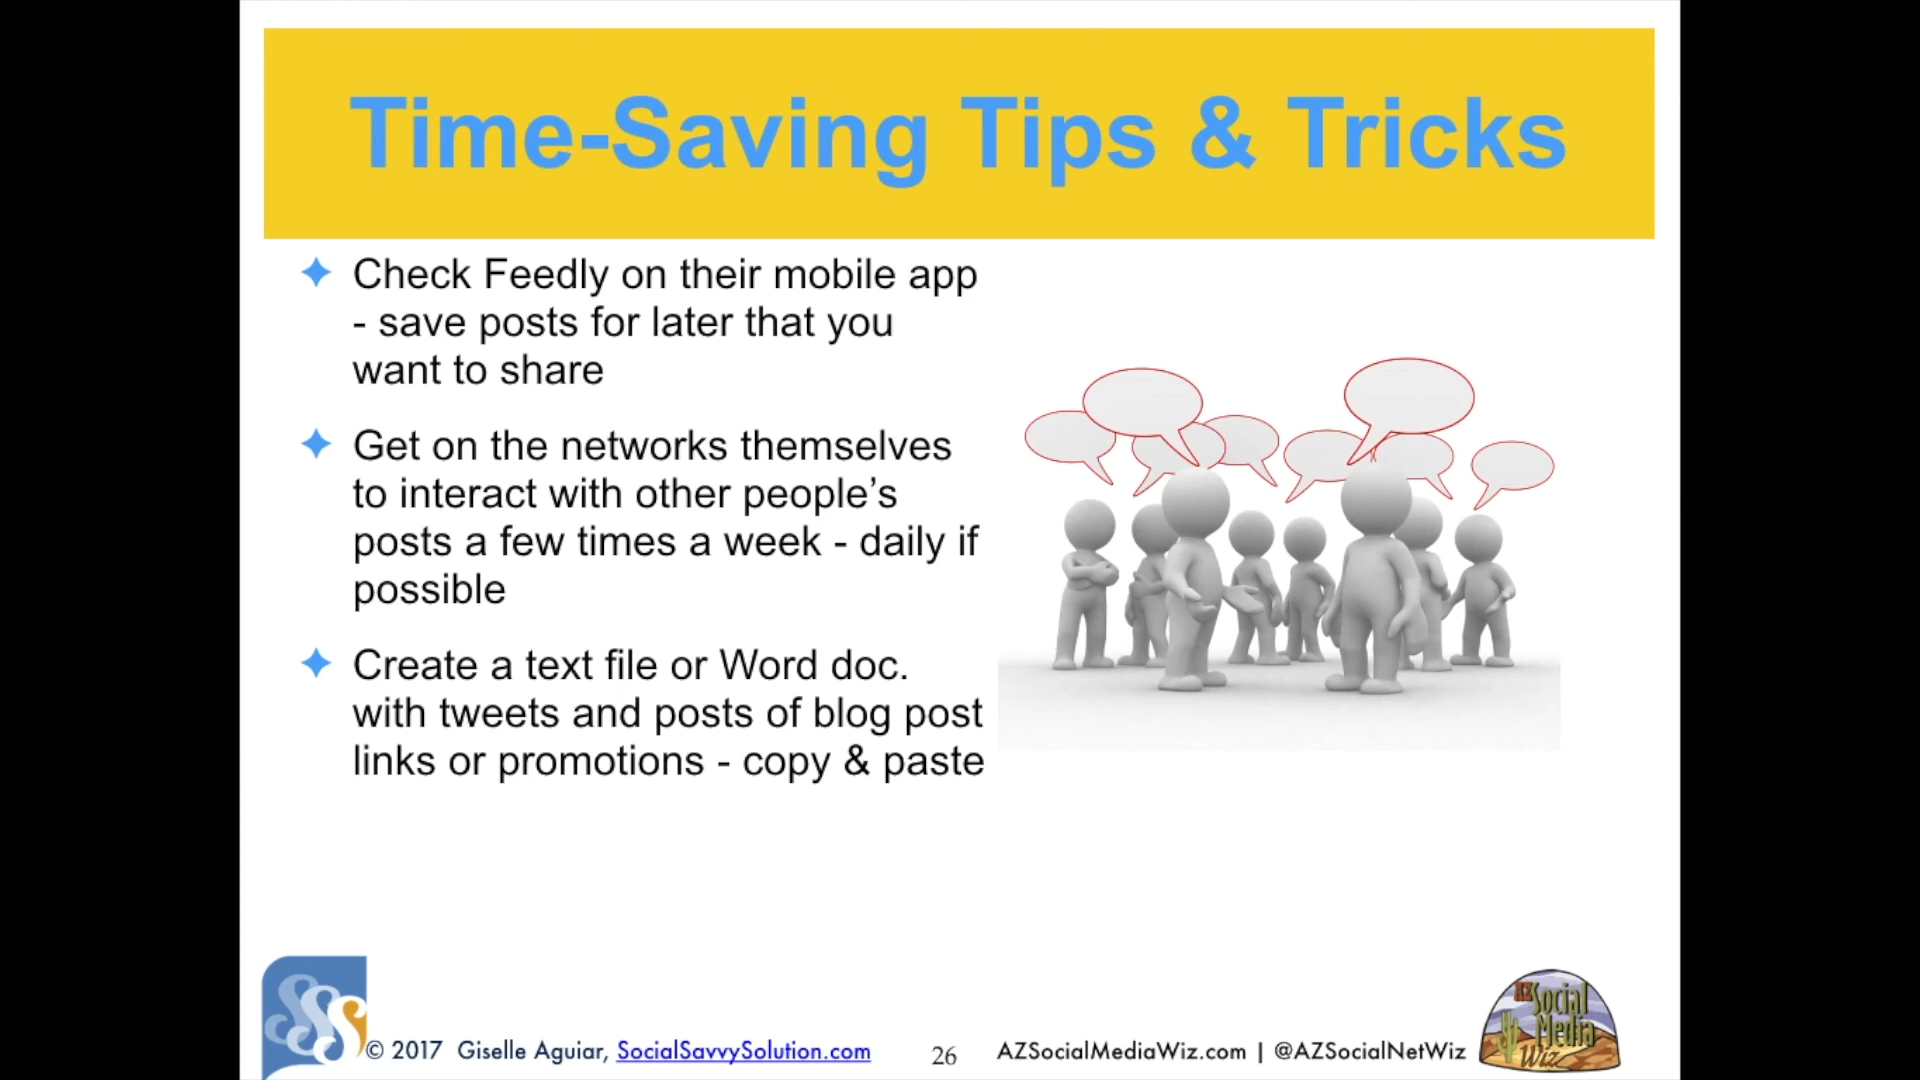 Time-Saving Tips & Tricks
Check Feedly on their mobile app
- save posts for later that you
want to share
Get on the networks themselves
to interact with other people’s
posts a few times a week - daily if
possible
Create a text file or Word doc.
with tweets and posts of blog post
links or promotions - copy & paste
SSS
© 2017 Giselle Aguiar, SocialSavvySolution.com
26
AZSocialMediaWiz.com | @AZSocialNetWiz
AZ
Social
Media
Wiz